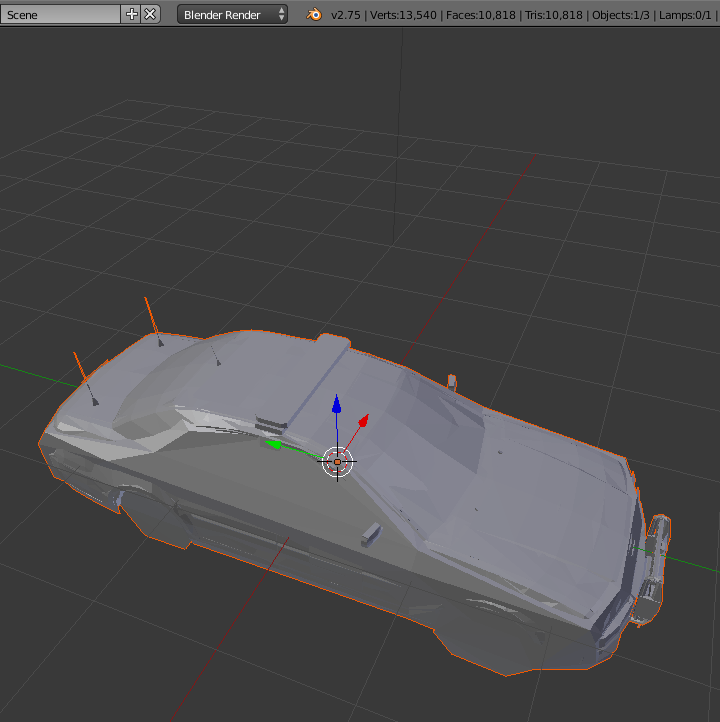 Scene
Blender Render
v2.75 | Verts:13,540 | Faces:10,818 | Tris:10,818 | Objects:1/3 | Lamps:0/1 |